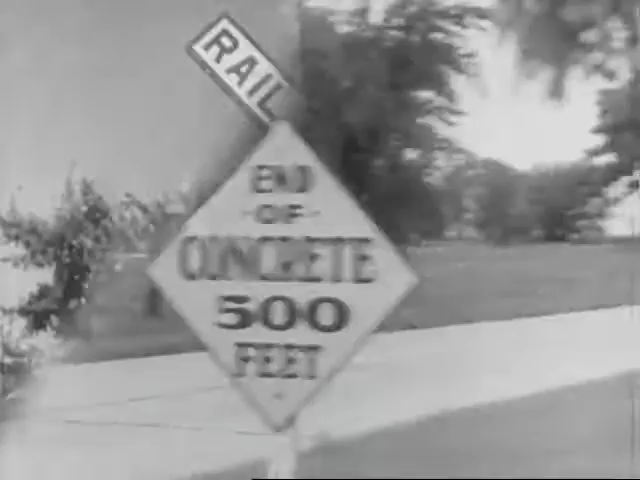 RAIL
END
-OF-
CONCRETE
500
FEET